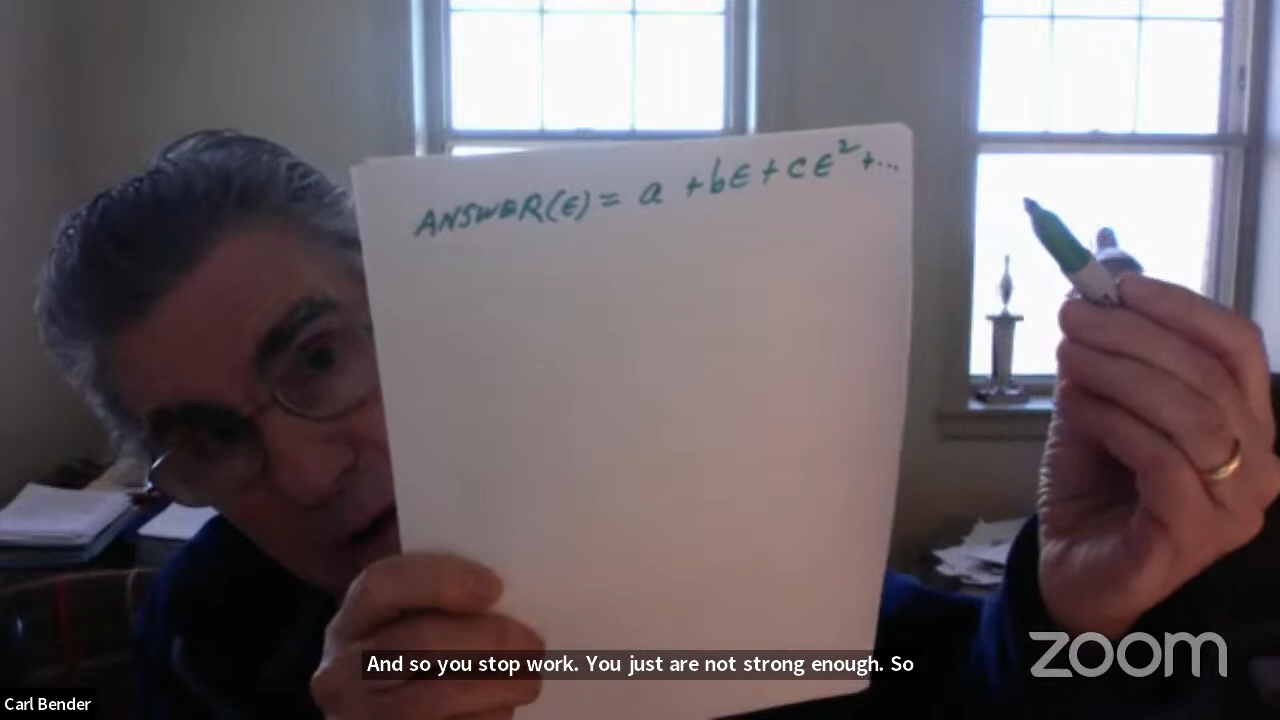 ANSWER(ϵ) = a + bϵ + cϵ² + ...
And so you stop work. You just are not strong enough. So
zoom
Carl Bender